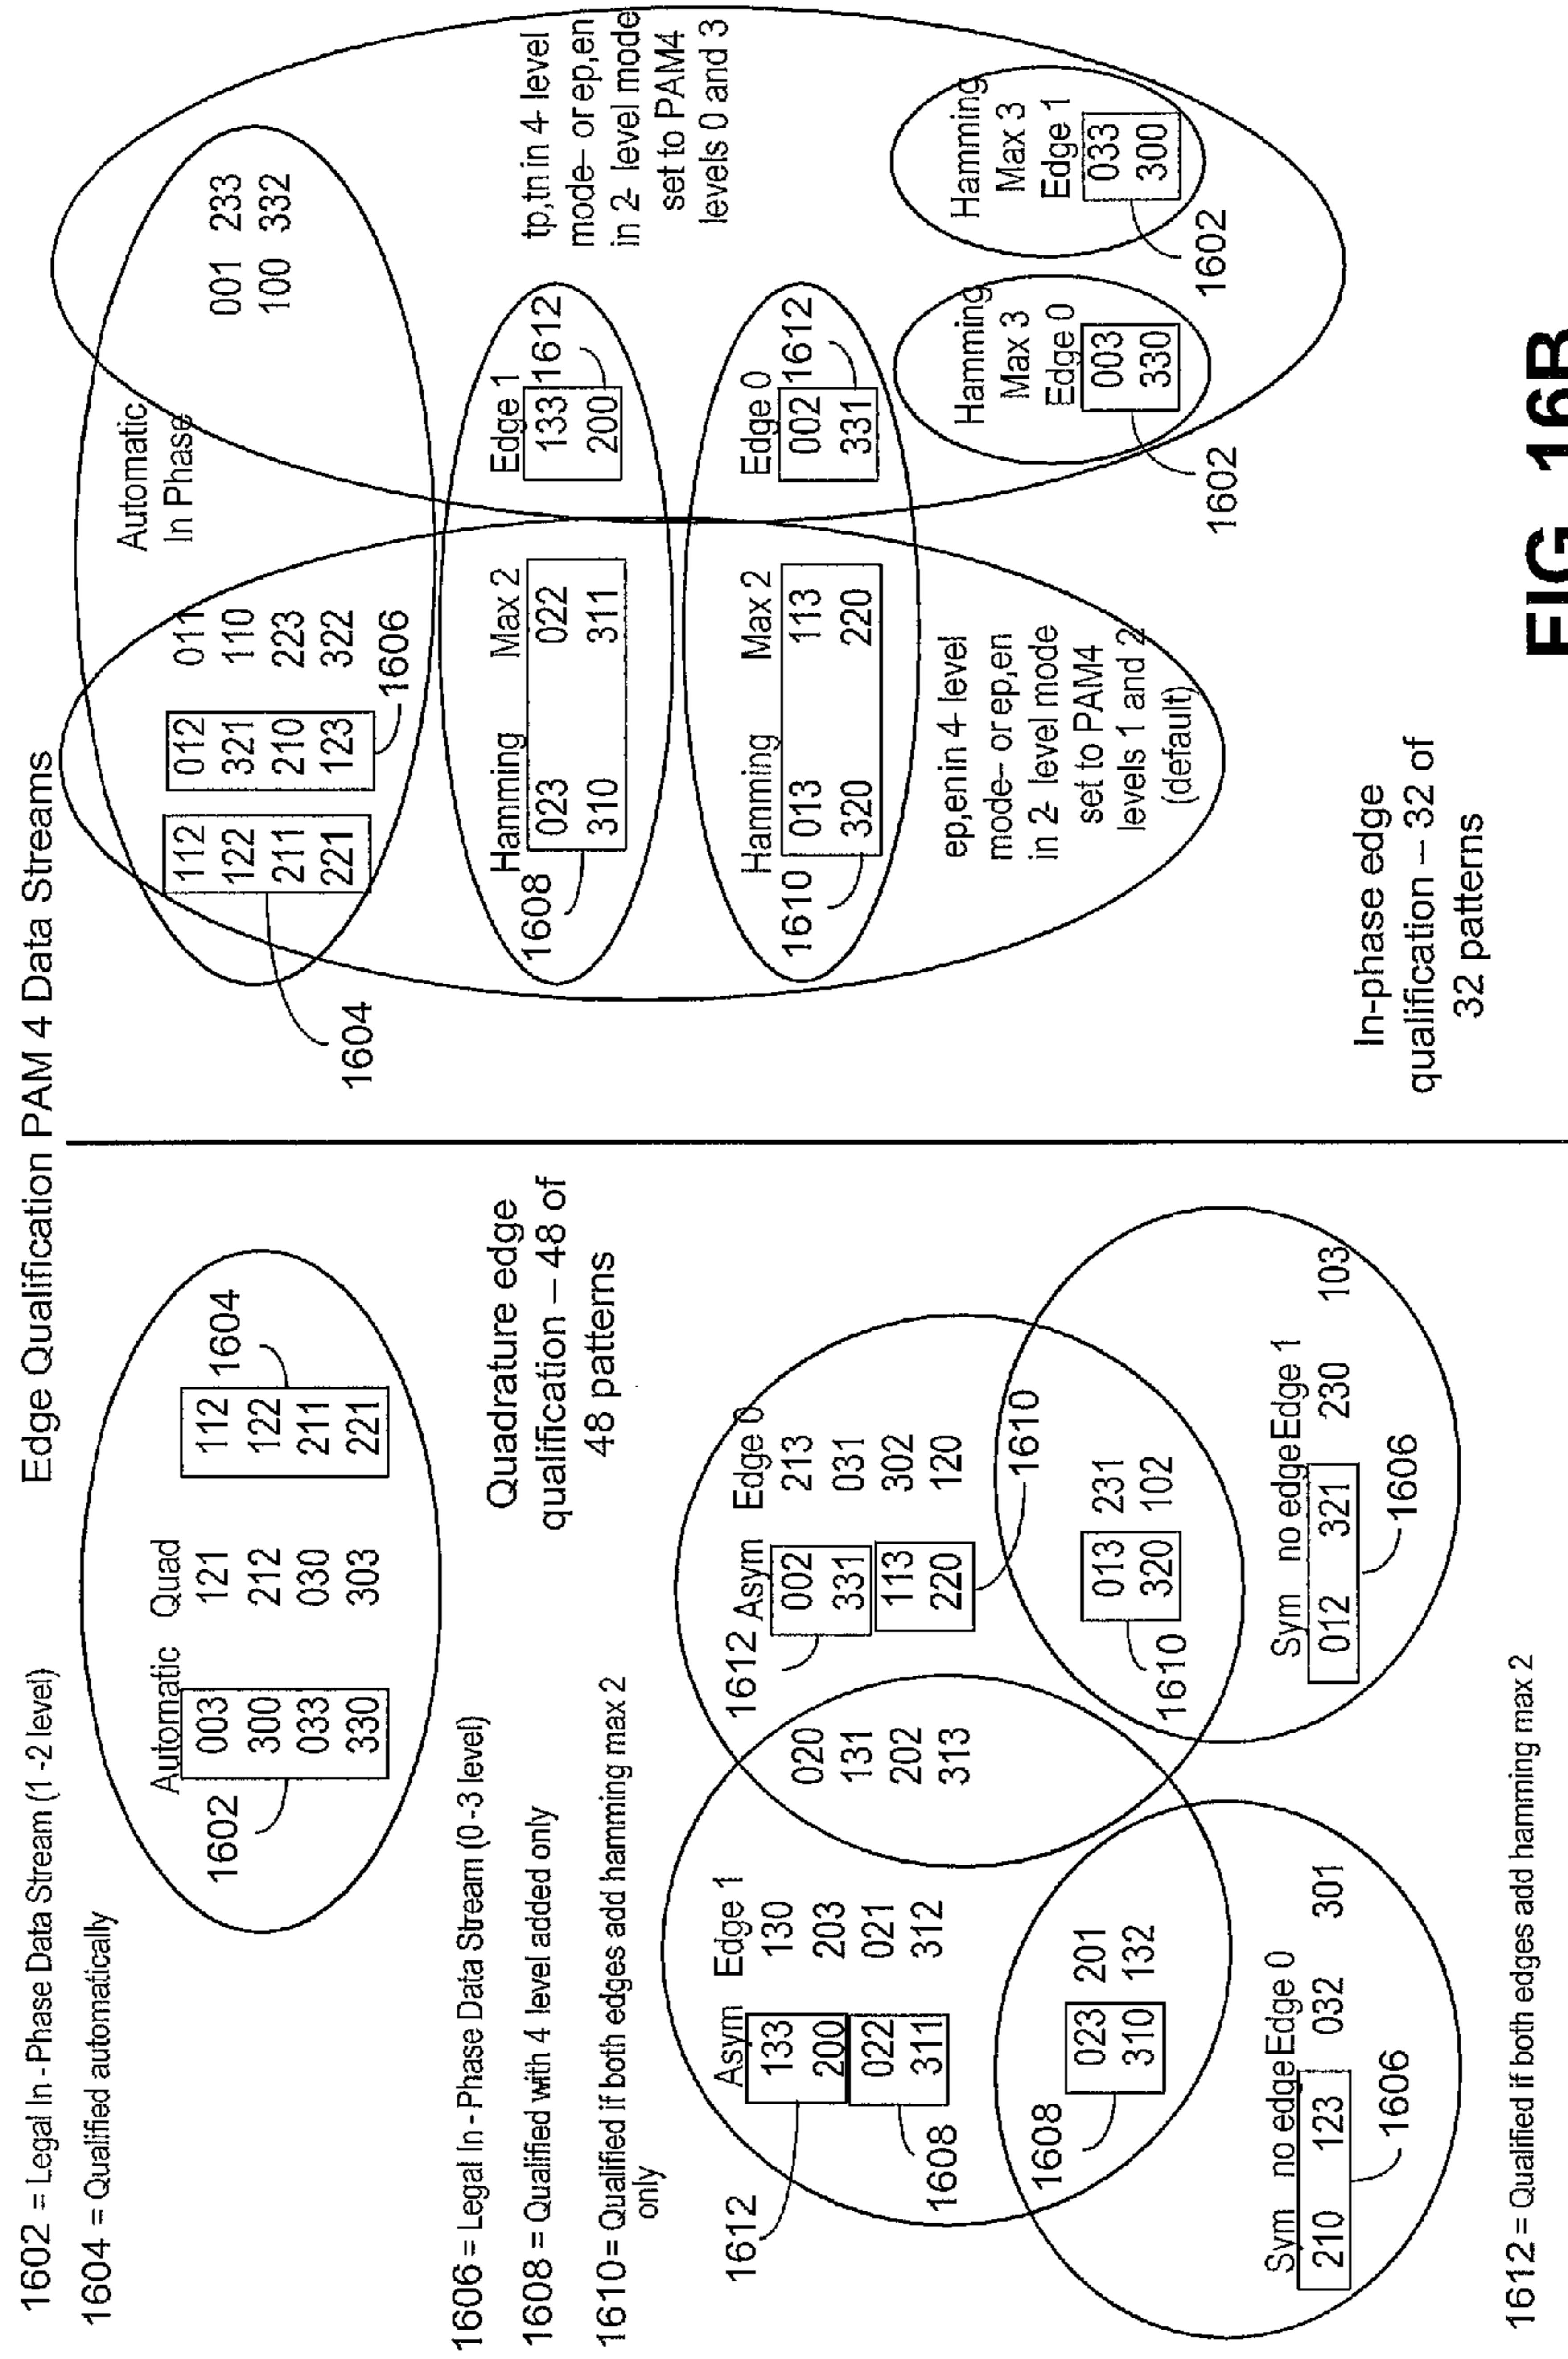 Edge Qualification PAM 4 Data Streams
1602 = Legal In - Phase Data Stream (1 -2 level)
1604 = Qualified automatically
Automatic Quad
003 121 112
300 212 122
033 030 211
330 303 221
1602
1604
1606 = Legal In - Phase Data Stream (0 -3 level)
1608 = Qualified with 4 level added only
1610 = Qualified if both edges add hamming max 2
only
Quadrature edge
qualification – 48 of
48 patterns
Asym Edge 1
133 130
200 203
022 021
311 312
1612
1608
020
131
202
313
1612 Asym Edge 0
002 213
331 031
113 302
220 120
1610
1608
023 201
310 132
013 231
320 102
1610
Sym no edge Edge 0
210 123 032 301
1606
Sym no edge Edge 1
012 321 230 103
1606
1612 = Qualified if both edges add hamming max 2
Automatic
In Phase
112 012 011
122 321 110
211 210 223
221 123 322
1604
1606
001 233
100 332
Hamming Max 2
023 022
310 311
1608
Edge 1
133
200
1612
Hamming Max 2
013 113
320 220
1610
Edge 0
002
331
1612
tp,tn in 4- level
mode– or ep,en
in 2- level mode
set to PAM4
levels 0 and 3
ep,en in 4 level
mode– or ep,en
in 2- level mode
set to PAM4
levels 1 and 2
(default)
Hamming
Max 3
Edge 0
003
330
1602
Hamming
Max 3
Edge 1
033
300
1602
In-phase edge
qualification – 32 of
32 patterns
FIG. 16B